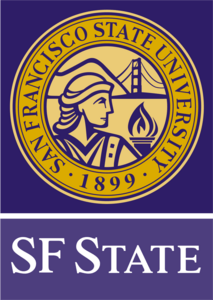 SAN FRANCISCO STATE UNIVERSITY
· 1899 ·
SF STATE